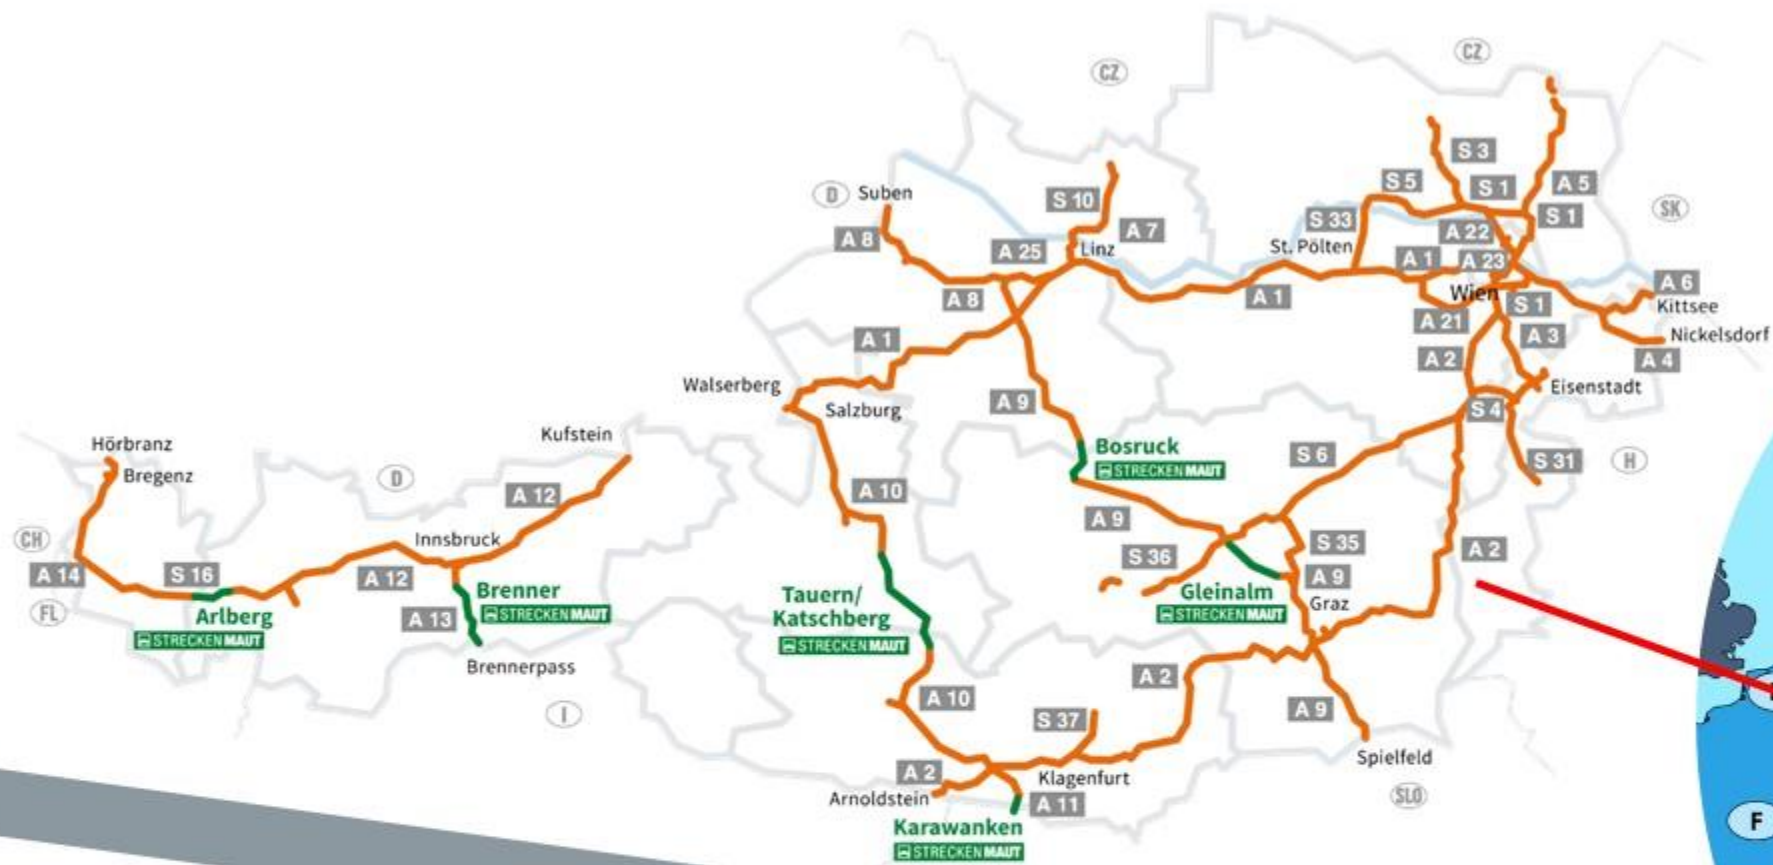 CZ
CZ
S 3
S 5
S 1
A 5
D
Suben
S 10
S 33
S 1
SK
A 8
A 25
A 7
St. Pölten
A 22
Linz
A 1
A 23
A 8
A 1
Wien
S 1
A 6
Kittsee
A 21
A 3
Nickelsdorf
A 1
A 2
A 4
Walserberg
Eisenstadt
Salzburg
A 9
S 4
Hörbranz
Kufstein
Bregenz
D
Bosruck
STRECKENMAUT
S 6
S 31
H
A 12
A 10
A 9
CH
Innsbruck
S 35
A 2
A 14
S 16
A 12
S 36
A 9
FL
Arlberg
STRECKENMAUT
A 13
Brenner
STRECKENMAUT
Tauern/
Katschberg
STRECKENMAUT
Gleinalm
STRECKENMAUT
Graz
Brennerpass
I
A 10
A 2
S 37
A 9
Spielfeld
A 2
Klagenfurt
Arnoldstein
A 11
SLO
Karawanken
STRECKENMAUT
F